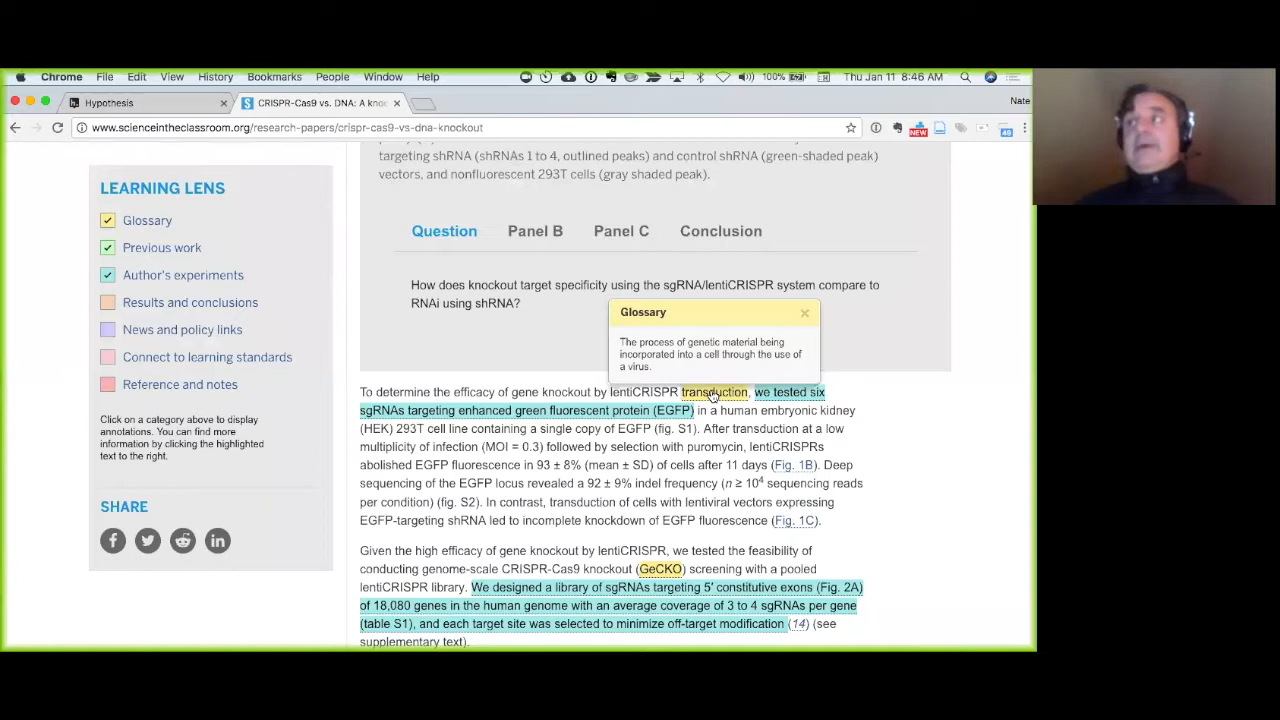 Chrome File Edit View History Bookmarks People Window Help 100% Thu Jan 11 8:46 AM
Hypothesis × CRISPR-Cas9 vs. DNA: A knoc × Nate
www.scienceintheclassroom.org/research-papers/crispr-cas9-vs-dna-knockout NEW 49
targeting shRNA (shRNAs 1 to 4, outlined peaks) and control shRNA (green-shaded peak)
vectors, and nonfluorescent 293T cells (gray shaded peak).
LEARNING LENS
Glossary
Previous work
Author's experiments
Results and conclusions
News and policy links
Connect to learning standards
Reference and notes
Click on a category above to display
annotations. You can find more
information by clicking the highlighted
text to the right.
SHARE
Question Panel B Panel C Conclusion
How does knockout target specificity using the sgRNA/lentiCRISPR system compare to
RNAi using shRNA?
Glossary ×
The process of genetic material being
incorporated into a cell through the use of
a virus.
To determine the efficacy of gene knockout by lentiCRISPR transduction, we tested six
sgRNAs targeting enhanced green fluorescent protein (EGFP) in a human embryonic kidney
(HEK) 293T cell line containing a single copy of EGFP (fig. S1). After transduction at a low
multiplicity of infection (MOI = 0.3) followed by selection with puromycin, lentiCRISPRs
abolished EGFP fluorescence in 93 ± 8% (mean ± SD) of cells after 11 days (Fig. 1B). Deep
sequencing of the EGFP locus revealed a 92 ± 9% indel frequency (n ≥ 10⁴ sequencing reads
per condition) (fig. S2). In contrast, transduction of cells with lentiviral vectors expressing
EGFP-targeting shRNA led to incomplete knockdown of EGFP fluorescence (Fig. 1C).
Given the high efficacy of gene knockout by lentiCRISPR, we tested the feasibility of
conducting genome-scale CRISPR-Cas9 knockout (GeCKO) screening with a pooled
lentiCRISPR library. We designed a library of sgRNAs targeting 5′ constitutive exons (Fig. 2A)
of 18,080 genes in the human genome with an average coverage of 3 to 4 sgRNAs per gene
(table S1), and each target site was selected to minimize off-target modification (14) (see
supplementary text).